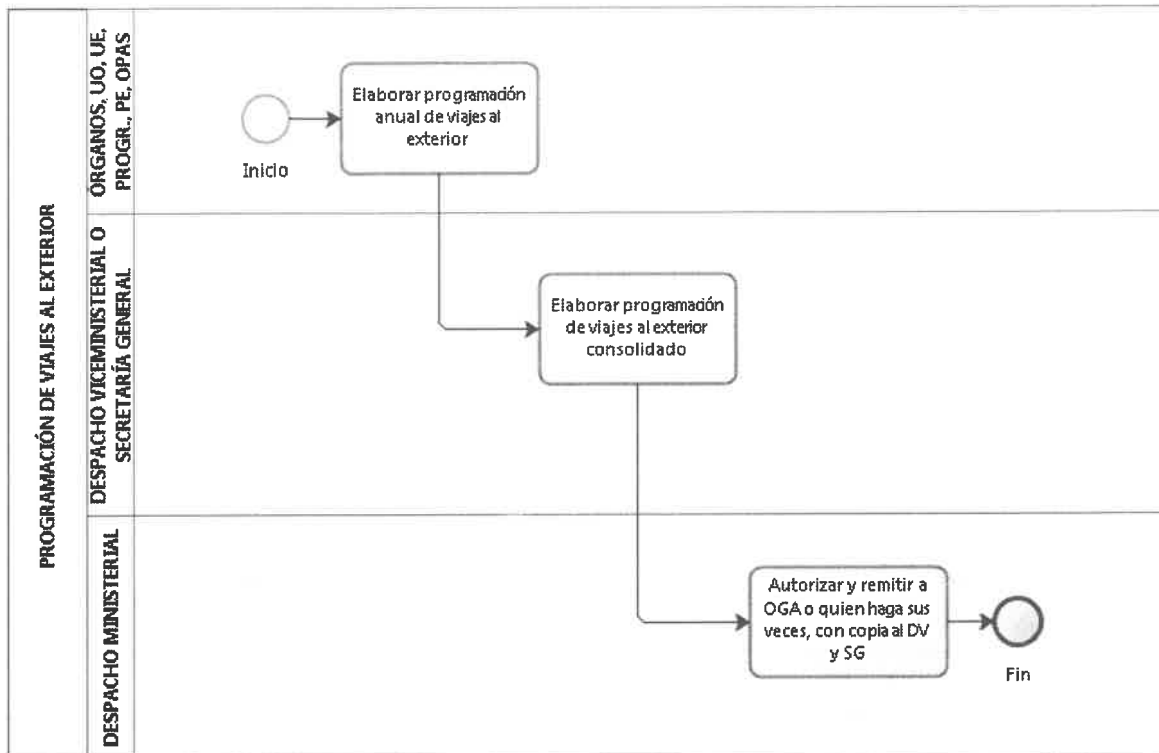 PROGRAMACIÓN DE VIAJES AL EXTERIOR
ÓRGANOS, UO, UE,
PROGR., PE, OPAS
Elaborar programación
anual de viajes al
exterior
Inicio
DESPACHO VICEMINISTERIAL O
SECRETARÍA GENERAL
Elaborar programación
de viajes al exterior
consolidado
DESPACHO MINISTERIAL
Autorizar y remitir a
OGA o quien haga sus
veces, con copia al DV
y SG
Fin